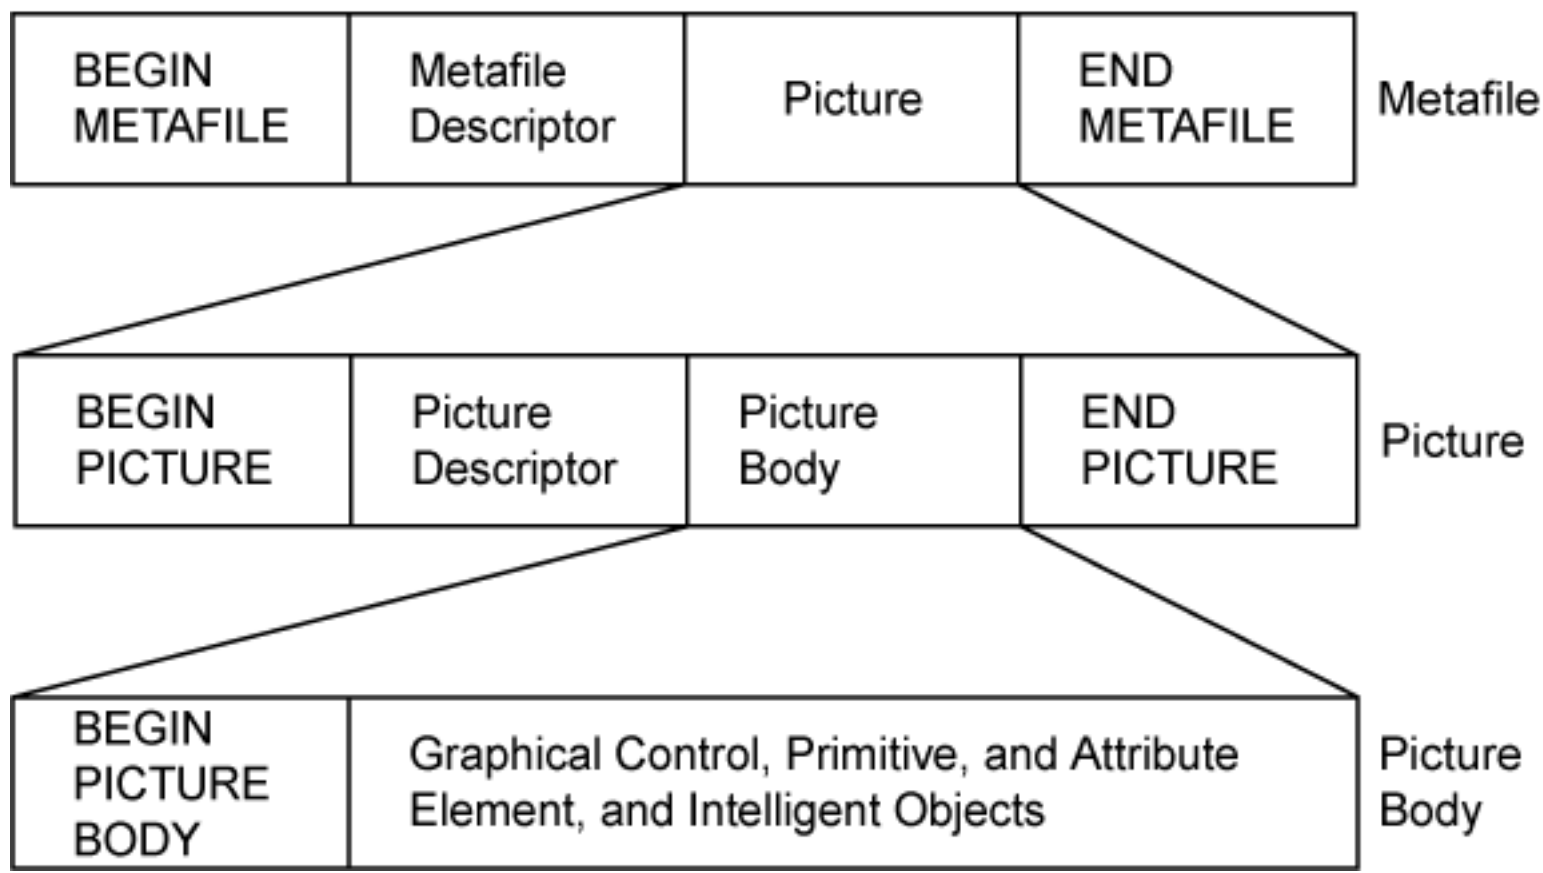 BEGIN
METAFILE
Metafile
Descriptor
Picture
END
METAFILE
Metafile
BEGIN
PICTURE
Picture
Descriptor
Picture
Body
END
PICTURE
Picture
BEGIN
PICTURE
BODY
Graphical Control, Primitive, and Attribute
Element, and Intelligent Objects
Picture
Body